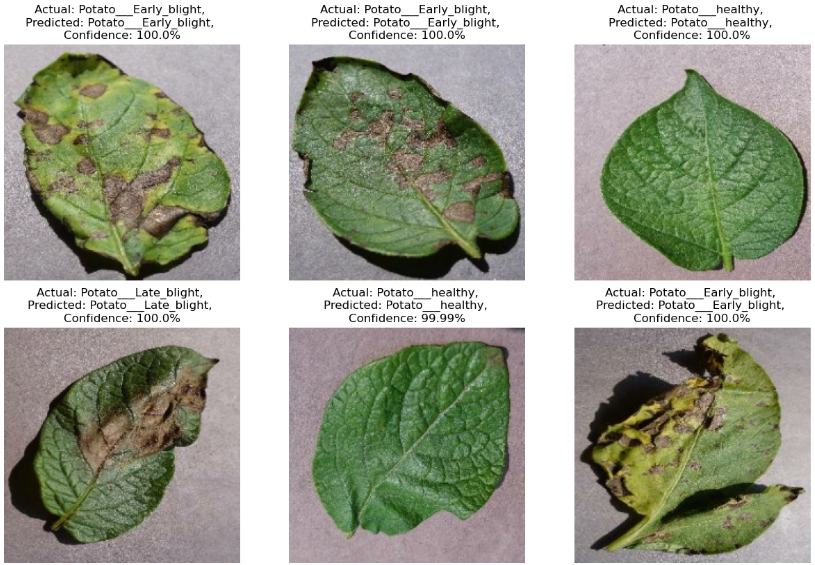 Actual: Potato___Early_blight,
Predicted: Potato___Early_blight,
Confidence: 100.0%
Actual: Potato___Early_blight,
Predicted: Potato___Early_blight,
Confidence: 100.0%
Actual: Potato___healthy,
Predicted: Potato___healthy,
Confidence: 100.0%
Actual: Potato___Late_blight,
Predicted: Potato___Late_blight,
Confidence: 100.0%
Actual: Potato___healthy,
Predicted: Potato___healthy,
Confidence: 99.99%
Actual: Potato___Early_blight,
Predicted: Potato___Early_blight,
Confidence: 100.0%